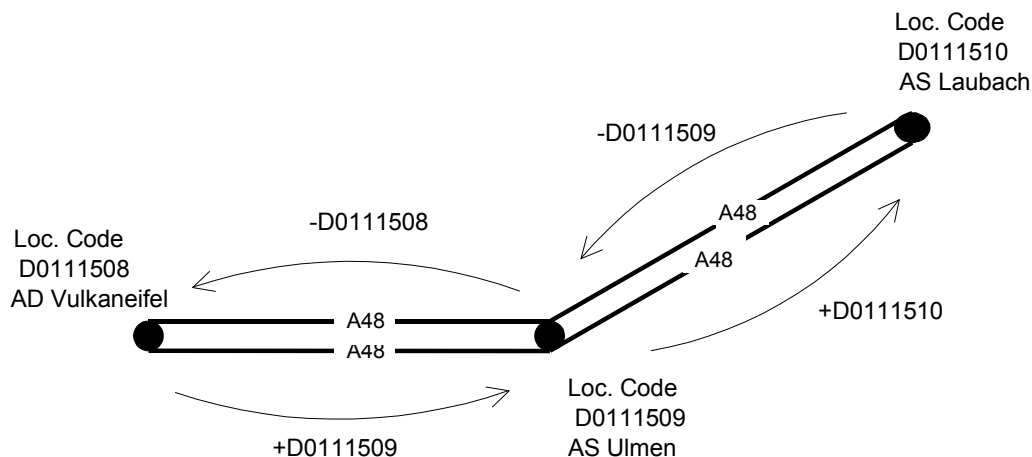 Loc. Code
D0111510
AS Laubach
-D0111509
A48
A48
-D0111508
Loc. Code
D0111508
AD Vulkaneifel
+D0111510
A48
A48
Loc. Code
D0111509
AS Ulmen
+D0111509